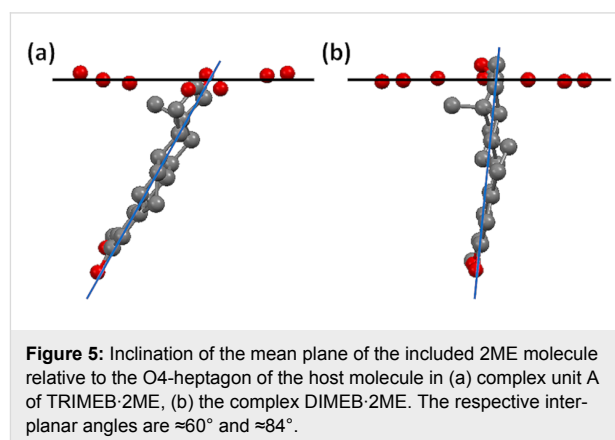 (a)
(b)
Figure 5: Inclination of the mean plane of the included 2ME molecule
relative to the O4-heptagon of the host molecule in (a) complex unit A
of TRIMEB·2ME, (b) the complex DIMEB·2ME. The respective inter-
planar angles are ≈60° and ≈84°.